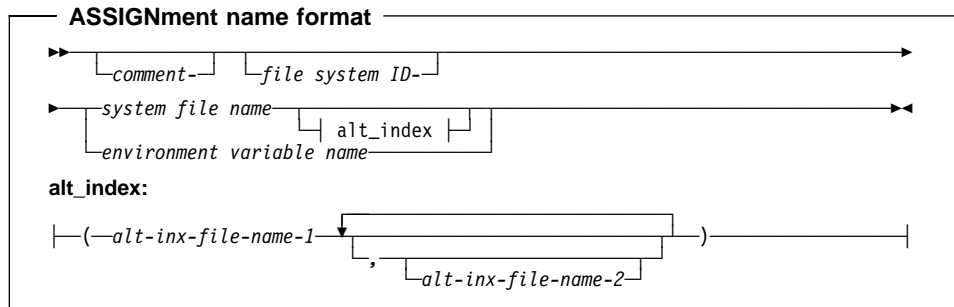 ASSIGNment name format
comment- file system ID-
system file name
alt_index
environment variable name
alt_index:
( alt-inx-file-name-1 )
,
alt-inx-file-name-2